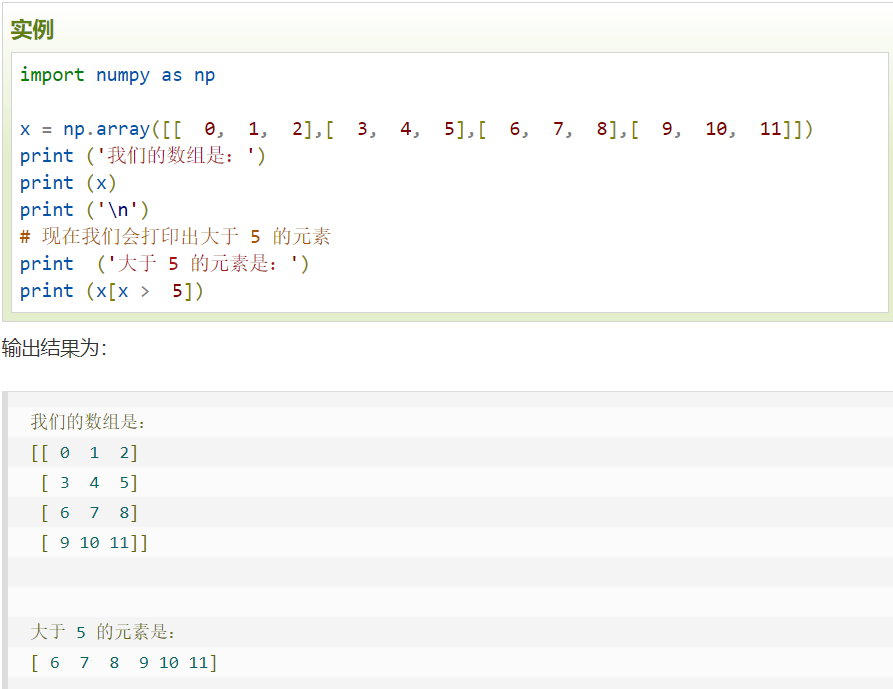 实例
import numpy as np
x = np.array([[  0,  1,  2],[  3,  4,  5],[  6,  7,  8],[  9,  10,  11]])
print ('我们的数组是：')
print (x)
print ('\n')
# 现在我们会打印出大于 5 的元素
print  ('大于 5 的元素是：')
print (x[x >  5])
输出结果为：
我们的数组是：
[[ 0  1  2]
 [ 3  4  5]
 [ 6  7  8]
 [ 9 10 11]]
大于 5 的元素是：
[ 6  7  8  9 10 11]